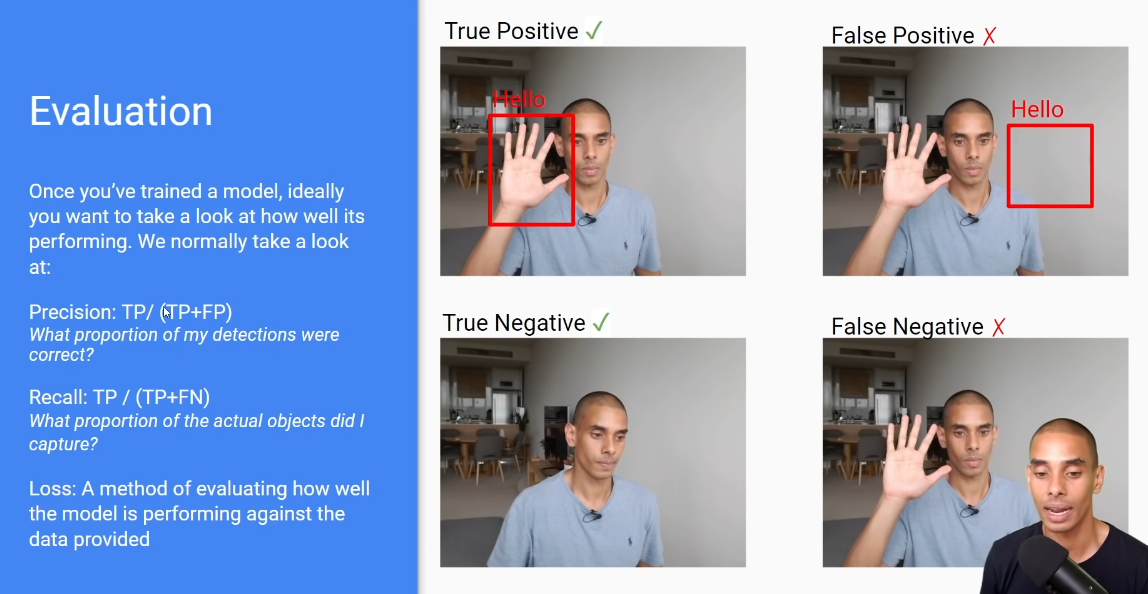 Evaluation
Once you’ve trained a model, ideally
you want to take a look at how well its
performing. We normally take a look
at:
Precision: TP/ (TP+FP)
What proportion of my detections were
correct?
Recall: TP / (TP+FN)
What proportion of the actual objects did I
capture?
Loss: A method of evaluating how well
the model is performing against the
data provided
True Positive ✓
Hello
False Positive ✗
Hello
True Negative ✓
False Negative ✗